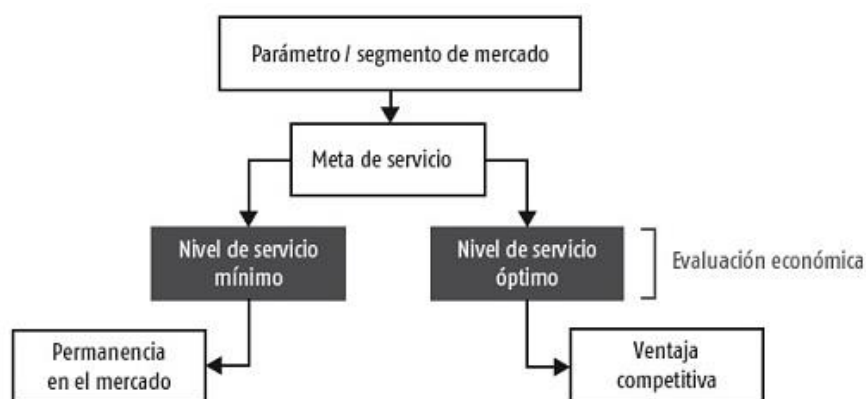 Parámetro / segmento de mercado
Meta de servicio
Nivel de servicio
mínimo
Nivel de servicio
óptimo
Evaluación económica
Permanencia
en el mercado
Ventaja
competitiva